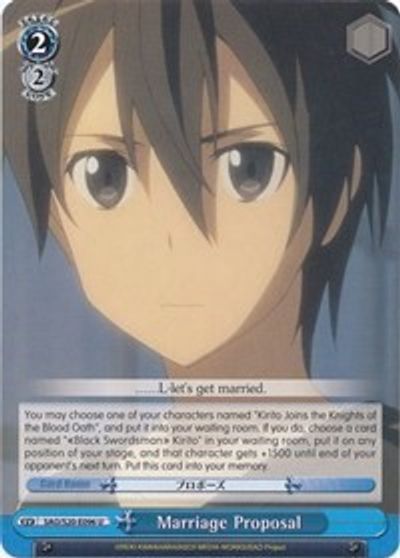 2
2
......L-let's get married.
You may choose one of your characters named "Kirito Joins the Knights of
the Blood Oath", and put it into your waiting room. If you do, choose a card
named "«Black Swordsman» Kirito" in your waiting room, put it on any
position of your stage, and that character gets +1500 until end of your
opponent's next turn. Put this card into your memory.
Card Name
プロポーズ
EV
SAO/S20-E096 U
Marriage Proposal